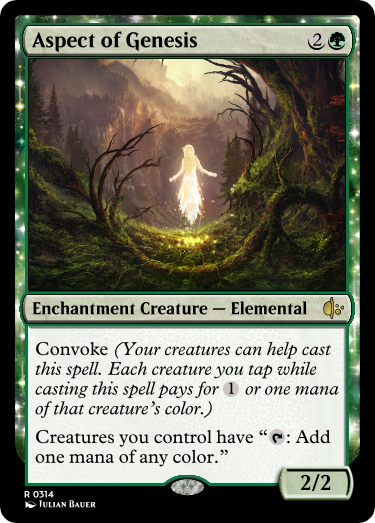 Aspect of Genesis 2
Enchantment Creature — Elemental
Convoke (Your creatures can help cast
this spell. Each creature you tap while
casting this spell pays for 1 or one mana
of that creature's color.)
Creatures you control have “: Add
one mana of any color.”
2/2
R 0314
Julian Bauer